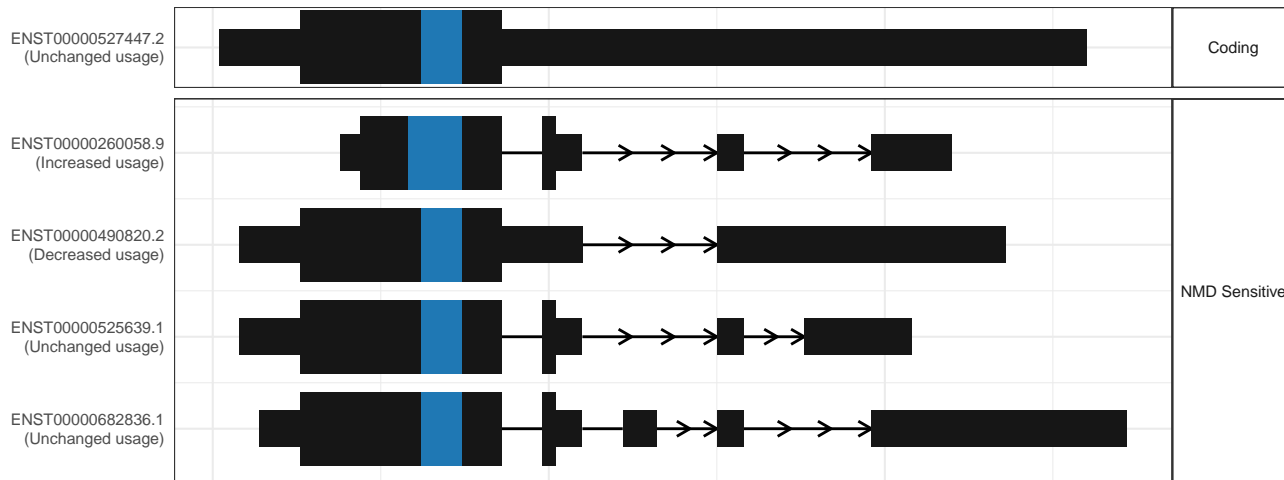 ENST00000527447.2
(Unchanged usage)
Coding
ENST00000260058.9
(Increased usage)
ENST00000490820.2
(Decreased usage)
NMD Sensitive
ENST00000525639.1
(Unchanged usage)
ENST00000682836.1
(Unchanged usage)